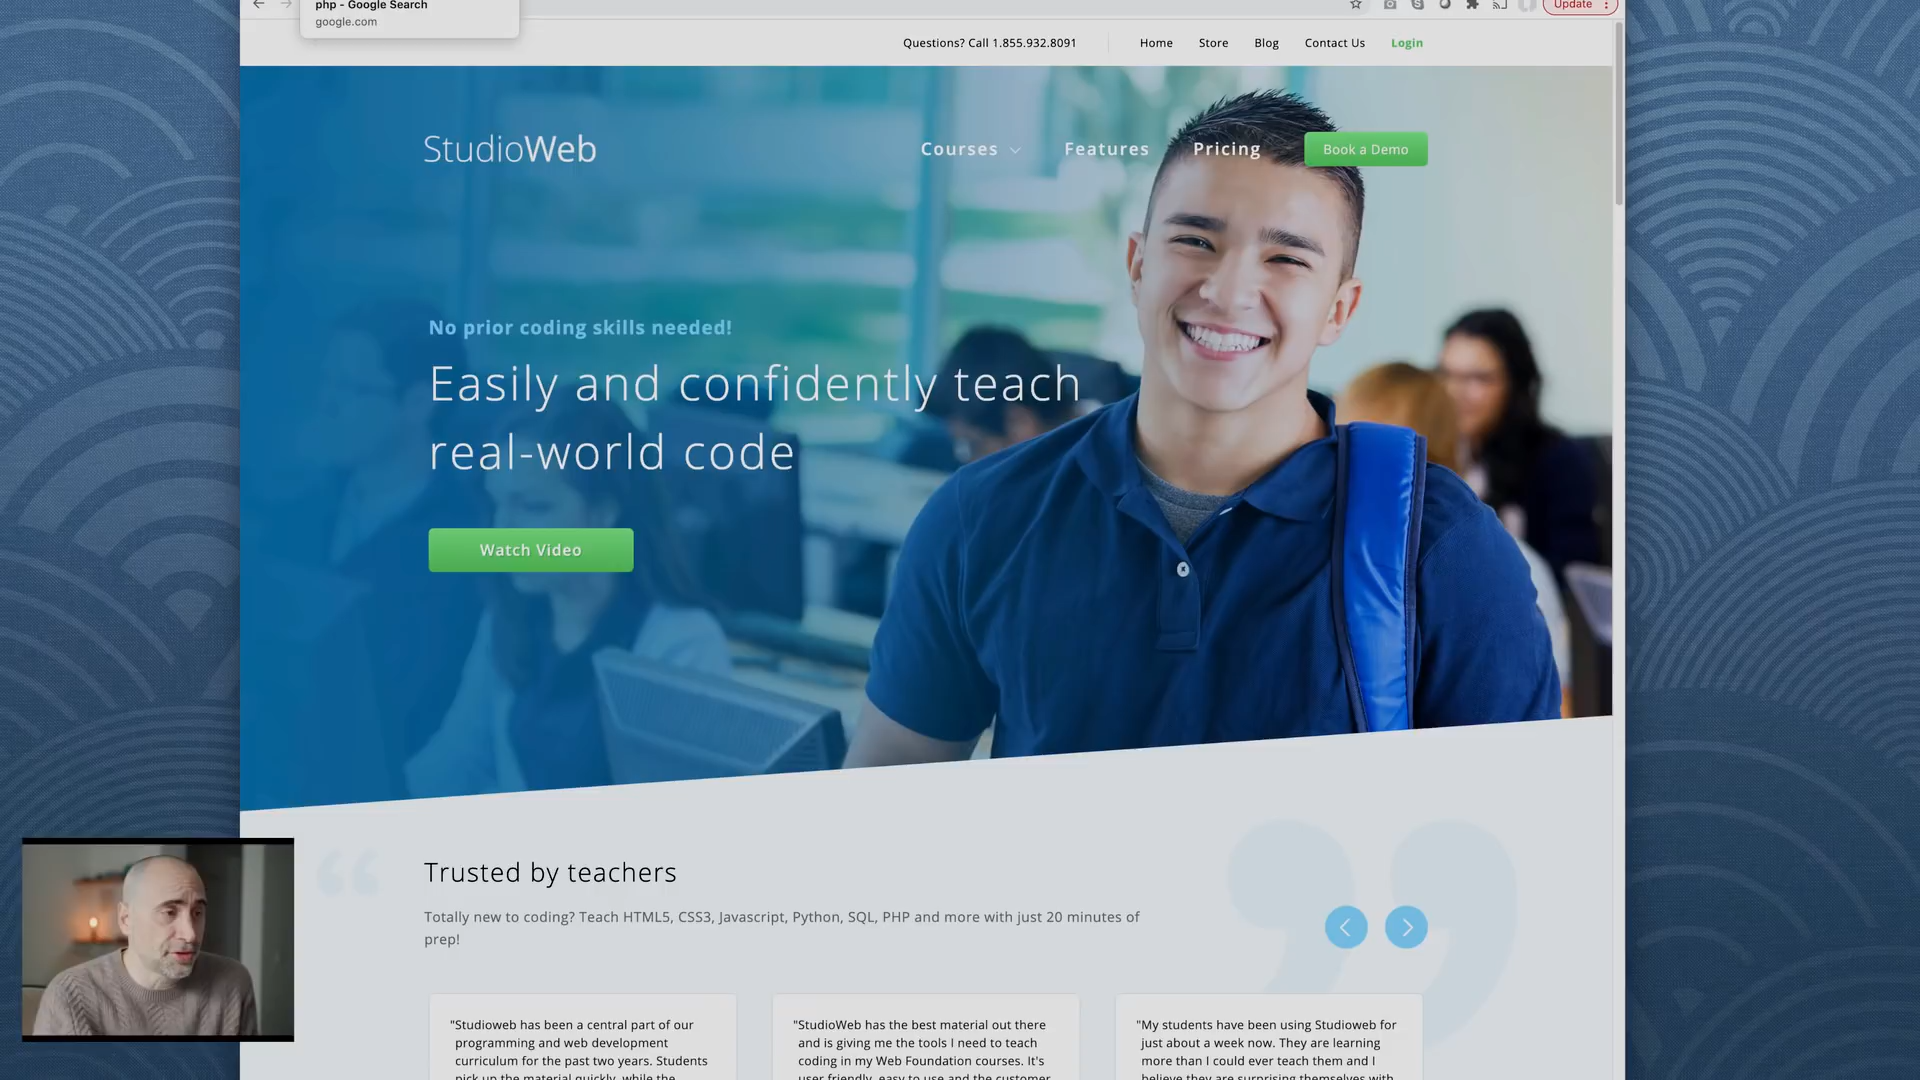 php - Google Search
google.com
Update
Questions? Call 1.855.932.8091
Home
Store
Blog
Contact Us
Login
StudioWeb
Courses
Features
Pricing
Book a Demo
No prior coding skills needed!
Easily and confidently teach
real-world code
Watch Video
Trusted by teachers
Totally new to coding? Teach HTML5, CSS3, Javascript, Python, SQL, PHP and more with just 20 minutes of
prep!
"Studioweb has been a central part of our
programming and web development
curriculum for the past two years. Students
pick up the material quickly, while the
"StudioWeb has the best material out there
and is giving me the tools I need to teach
coding in my Web Foundation courses. It's
user friendly, easy to use and the customer
"My students have been using Studioweb for
just about a week now. They are learning
more than I could ever teach them and I
believe they are surprising themselves with